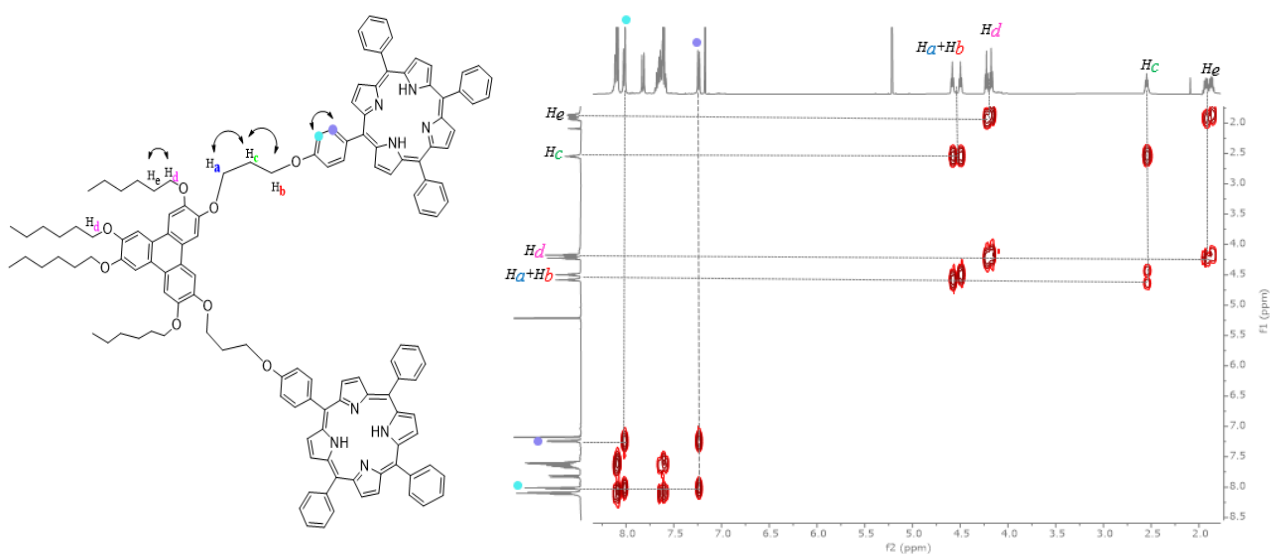 Hd
Ha+Hb
Hc
He
He
Hc
Hd
Ha+Hb
2.0
2.5
3.0
3.5
4.0
4.5
5.0
5.5
6.0
6.5
7.0
7.5
8.0
8.5
f1 (ppm)
8.0 7.5 7.0 6.5 6.0 5.5 5.0 4.5 4.0 3.5 3.0 2.5 2.0
f2 (ppm)
HN
N
N
NH
O
Ha
Hc
Hb
He
Hd
O
O
Hd
O
O
O
O
O
N
NH
HN
N